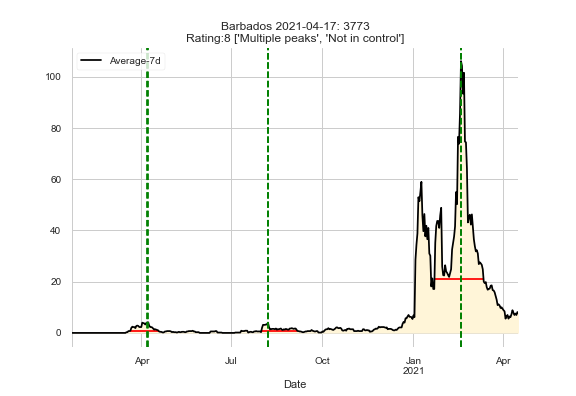 Barbados 2021-04-17: 3773
Rating:8 ['Multiple peaks', 'Not in control']
Average-7d
100
80
60
40
20
0
Apr
Jul
Oct
Jan
2021
Apr
Date